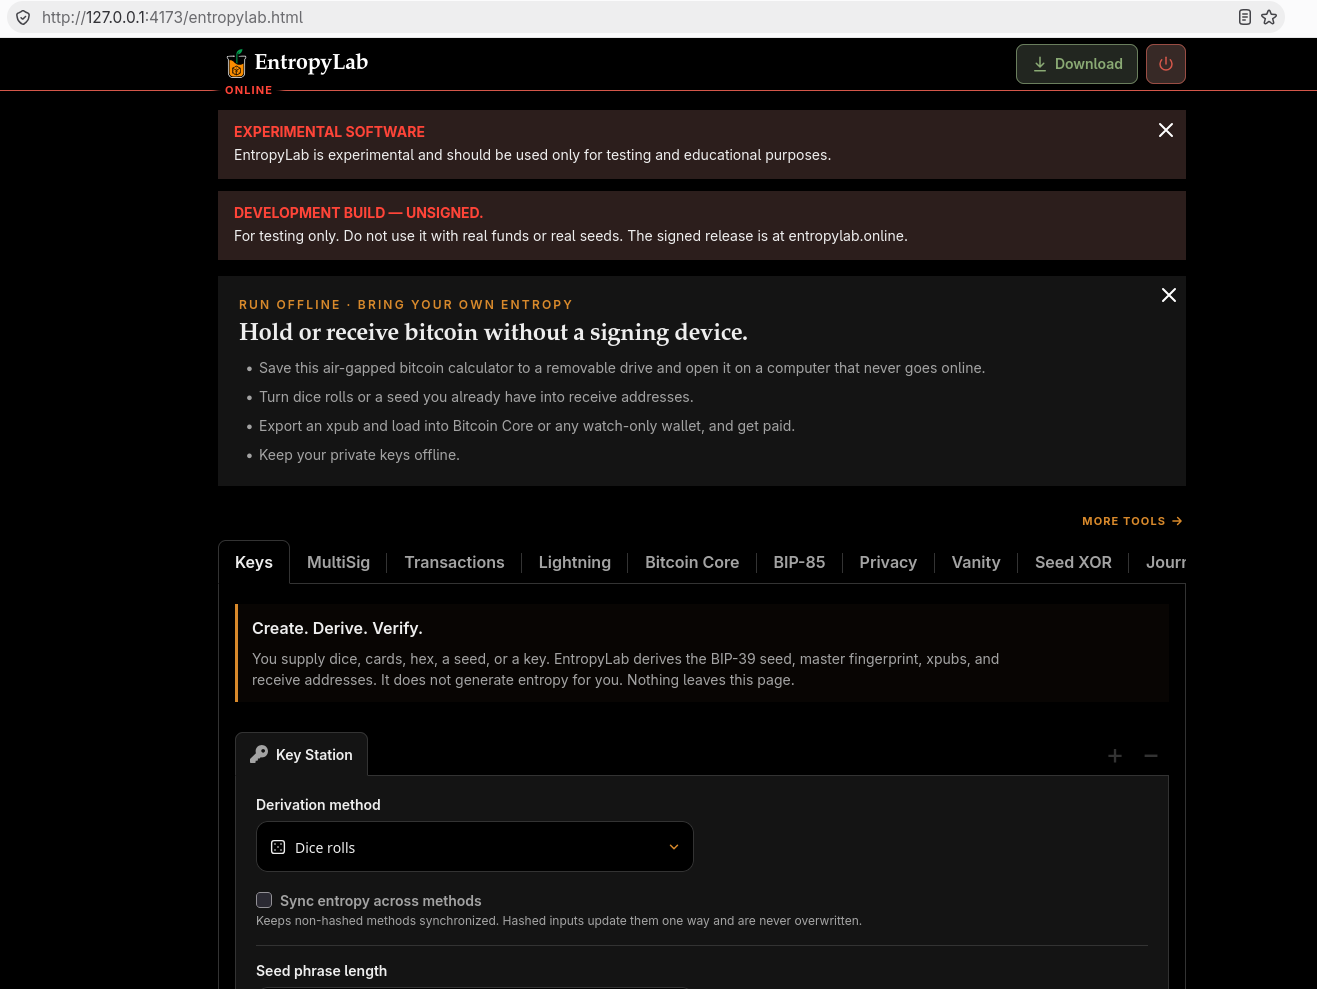 http://127.0.0.1:4173/entropylab.html
EntropyLab
Download
ONLINE
EXPERIMENTAL SOFTWARE
EntropyLab is experimental and should be used only for testing and educational purposes.
DEVELOPMENT BUILD — UNSIGNED.
For testing only. Do not use it with real funds or real seeds. The signed release is at entropylab.online.
RUN OFFLINE · BRING YOUR OWN ENTROPY
Hold or receive bitcoin without a signing device.
• Save this air-gapped bitcoin calculator to a removable drive and open it on a computer that never goes online.
• Turn dice rolls or a seed you already have into receive addresses.
• Export an xpub and load into Bitcoin Core or any watch-only wallet, and get paid.
• Keep your private keys offline.
MORE TOOLS →
Keys MultiSig Transactions Lightning Bitcoin Core BIP-85 Privacy Vanity Seed XOR Jour
Create. Derive. Verify.
You supply dice, cards, hex, a seed, or a key. EntropyLab derives the BIP-39 seed, master fingerprint, xpubs, and
receive addresses. It does not generate entropy for you. Nothing leaves this page.
Key Station
Derivation method
Dice rolls
Sync entropy across methods
Keeps non-hashed methods synchronized. Hashed inputs update them one way and are never overwritten.
Seed phrase length